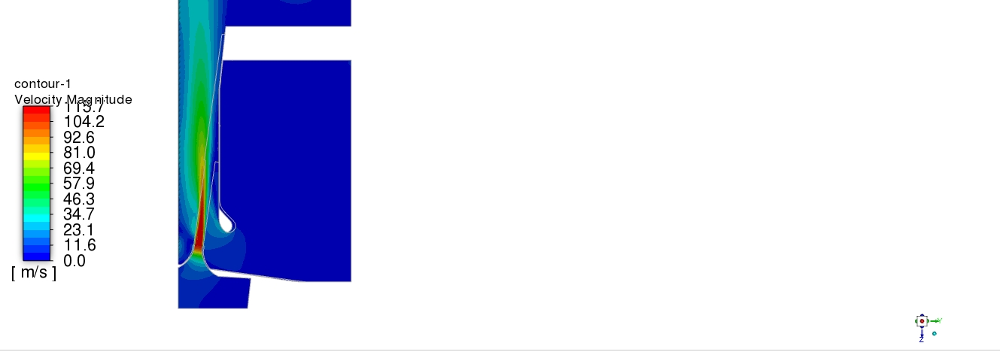 contour-1
Velocity Magnitude
115.7
104.2
92.6
81.0
69.4
57.9
46.3
34.7
23.1
11.6
0.0
[ m/s ]
Y
Z